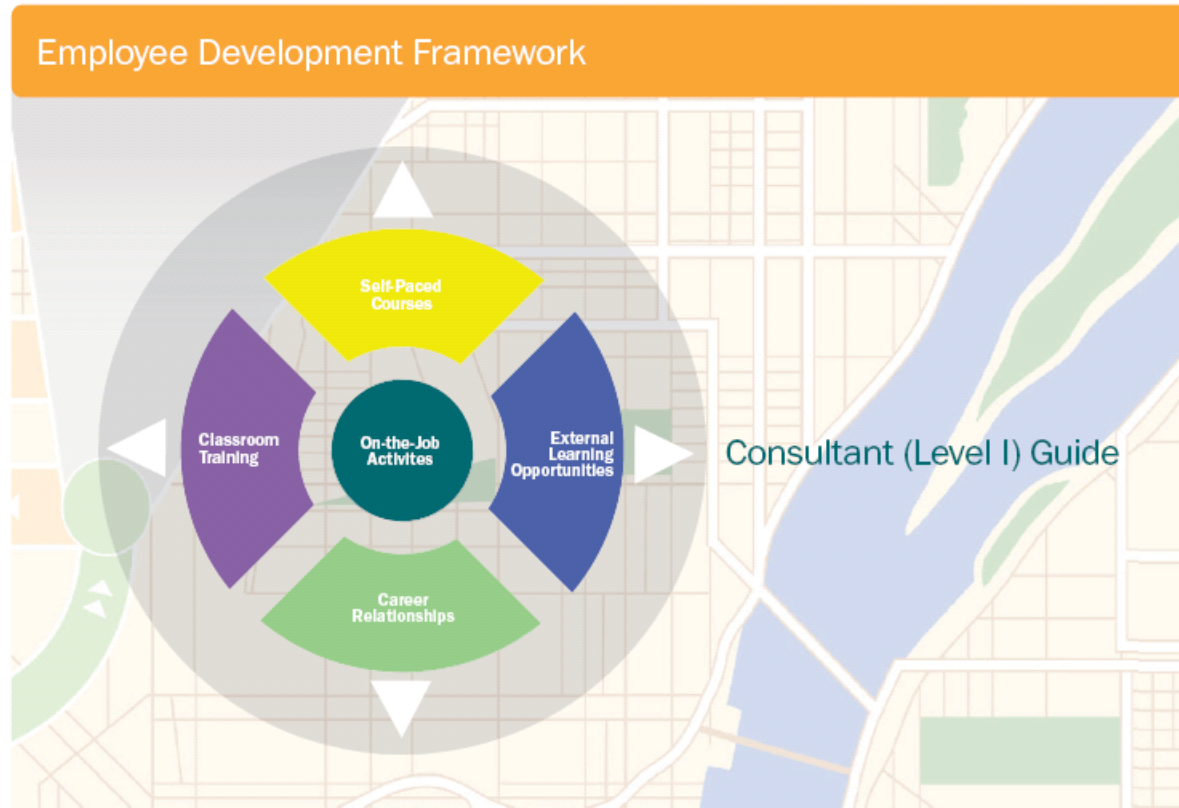 Employee Development Framework
Self-Paced
Courses
Classroom
Training
On-the-Job
Activites
External
Learning
Opportunities
Consultant (Level I) Guide
Career
Relationships